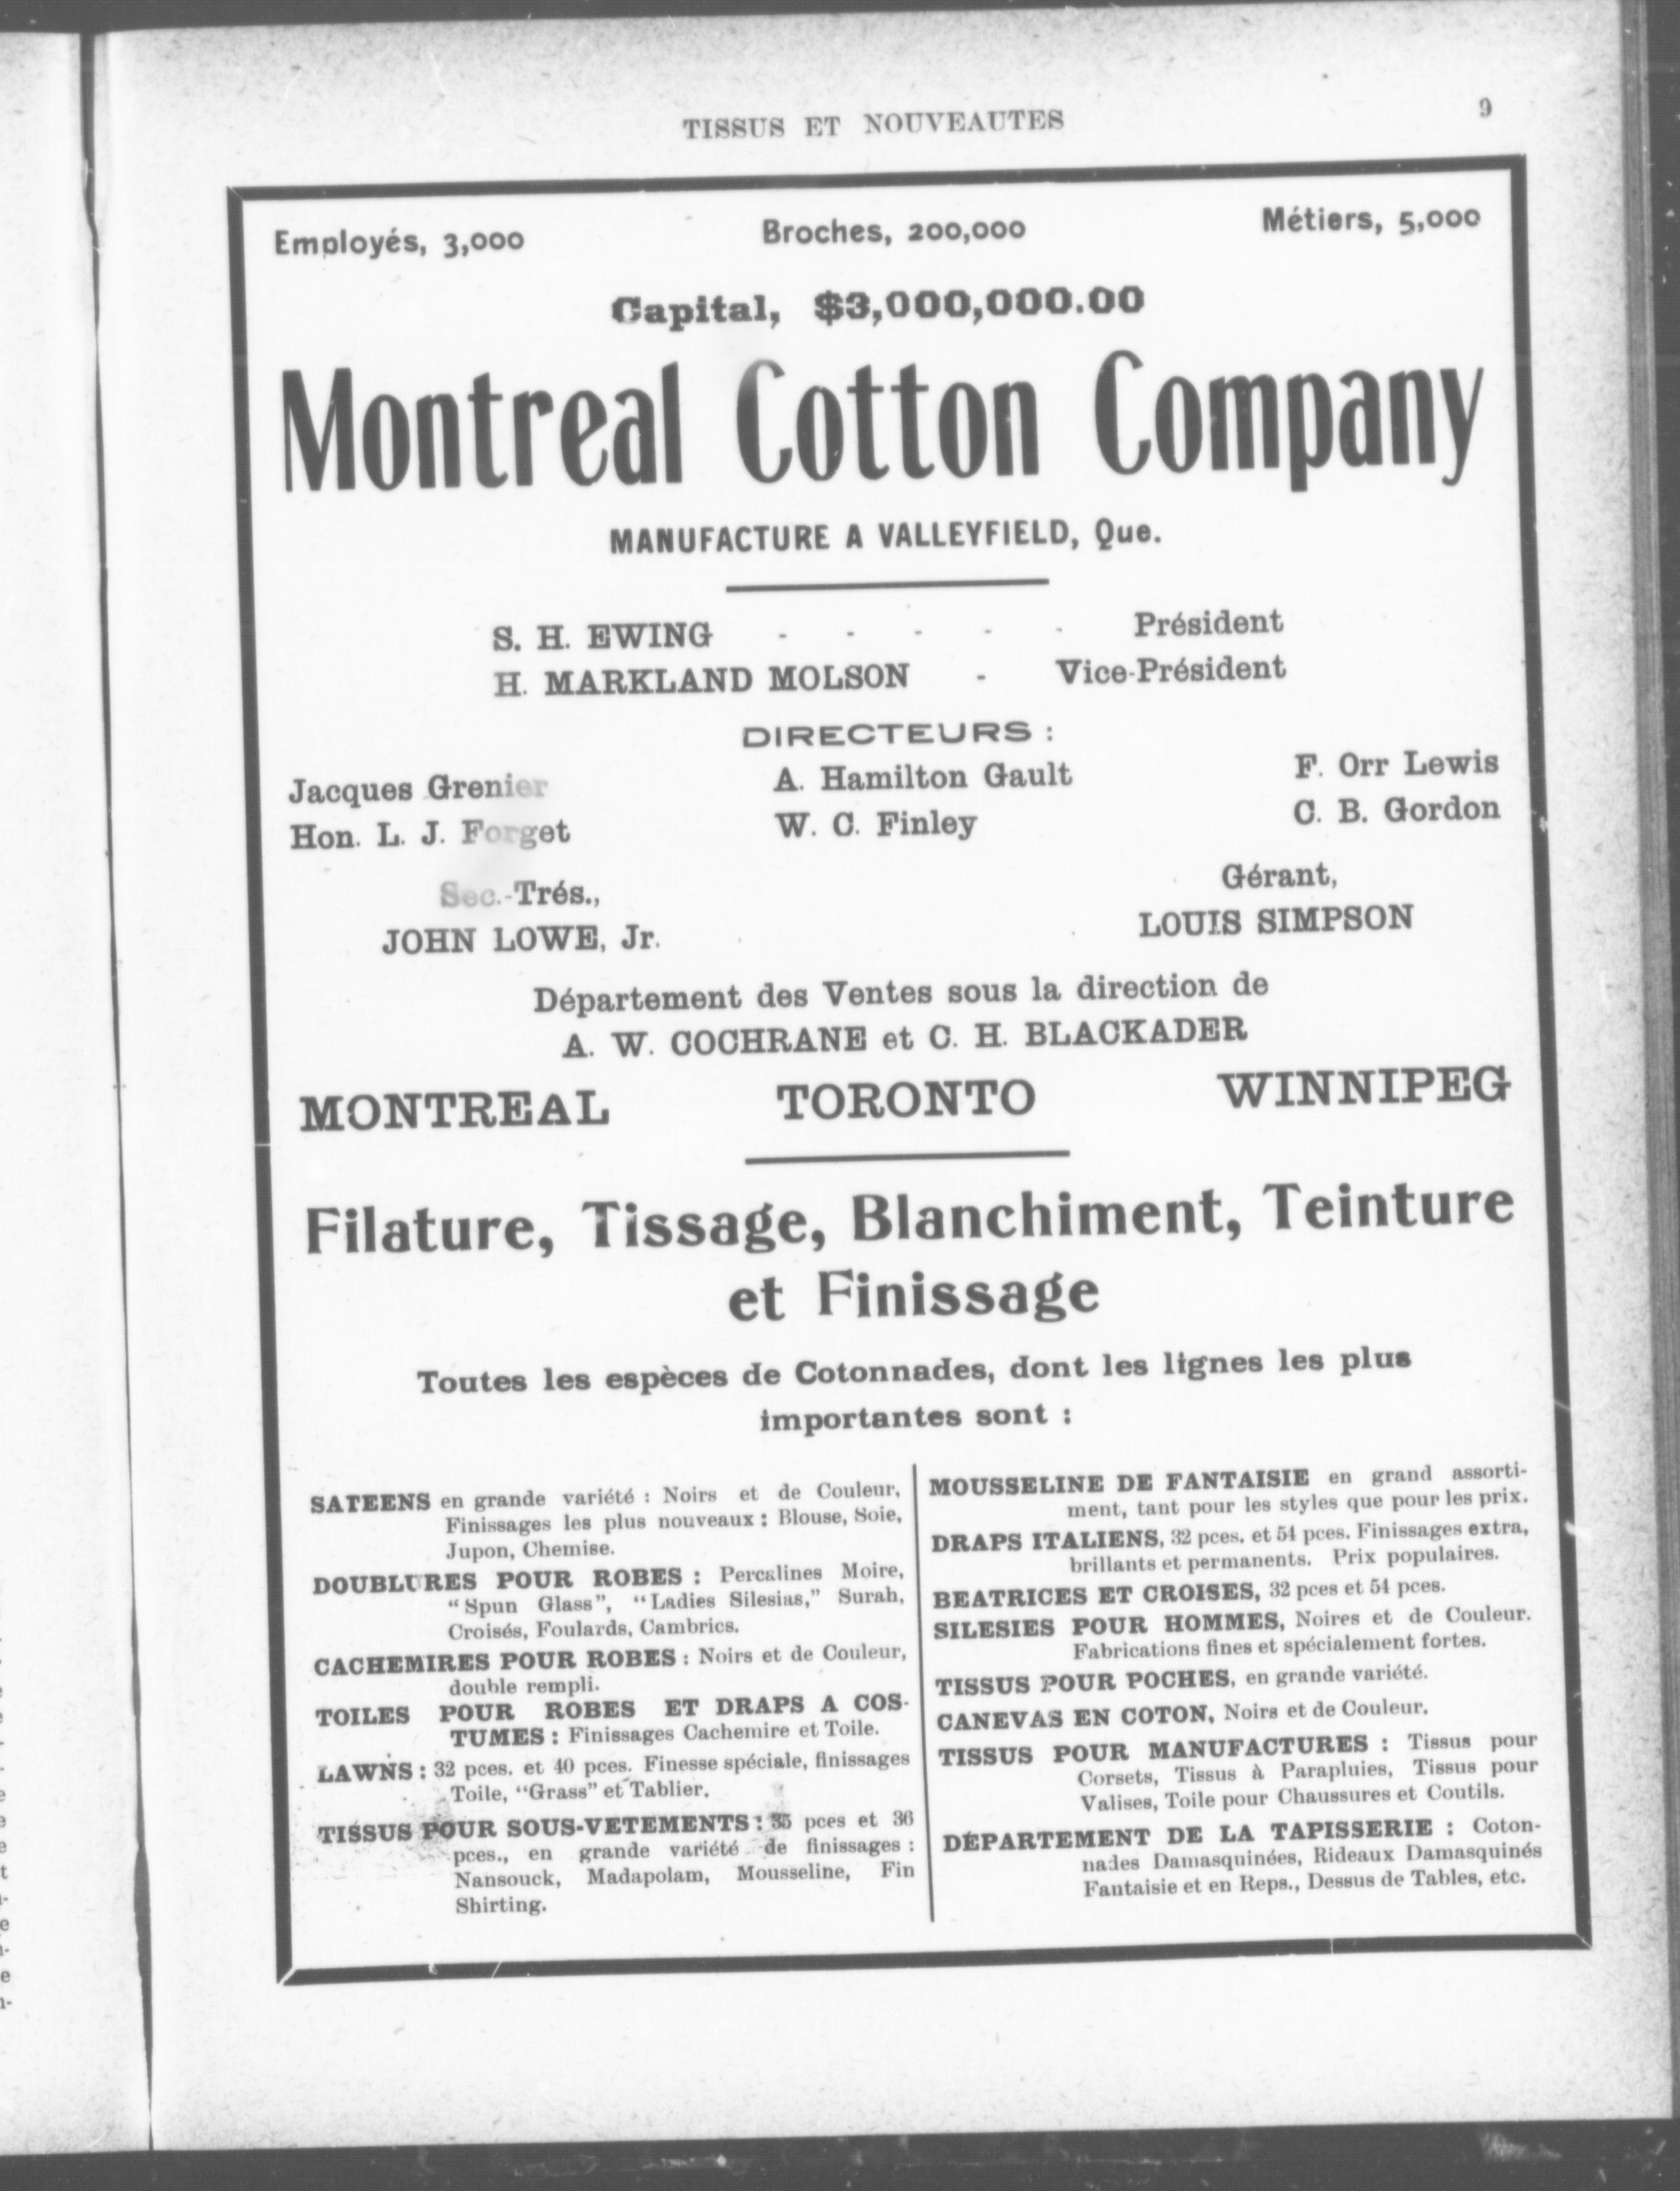 TISSUS ET NOUVEAUTES 9
Employés, 3,000 Broches, 200,000 Métiers, 5,000
Capital, $3,000,000.00
Montreal Cotton Company
MANUFACTURE A VALLEYFIELD, Que.
S. H. EWING - - - - - Président
H. MARKLAND MOLSON - Vice-Président
DIRECTEURS :
Jacques Grenier A. Hamilton Gault F. Orr Lewis
Hon. L. J. Forget W. C. Finley C. B. Gordon
Sec.-Trés., Gérant,
JOHN LOWE, Jr. LOUIS SIMPSON
Département des Ventes sous la direction de
A. W. COCHRANE et C. H. BLACKADER
MONTREAL TORONTO WINNIPEG
Filature, Tissage, Blanchiment, Teinture
et Finissage
Toutes les espèces de Cotonnades, dont les lignes les plus
importantes sont :
SATEENS en grande variété : Noirs et de Couleur,
Finissages les plus nouveaux : Blouse, Soie,
Jupon, Chemise.
DOUBLURES POUR ROBES : Percalines Moire,
“Spun Glass”, “Ladies Silesias,” Surah,
Croisés, Foulards, Cambrics.
CACHEMIRES POUR ROBES : Noirs et de Couleur,
double rempli.
TOILES POUR ROBES ET DRAPS A COS-
TUMES : Finissages Cachemire et Toile.
LAWNS : 32 pces. et 40 pces. Finesse spéciale, finissages
Toile, “Grass” et Tablier.
TISSUS POUR SOUS-VETEMENTS : 35 pces et 36
pces., en grande variété de finissages :
Nansouck, Madapolam, Mousseline, Fin
Shirting.
MOUSSELINE DE FANTAISIE en grand assorti-
ment, tant pour les styles que pour les prix.
DRAPS ITALIENS, 32 pces. et 54 pces. Finissages extra,
brillants et permanents. Prix populaires.
BEATRICES ET CROISES, 32 pces et 54 pces.
SILESIES POUR HOMMES, Noires et de Couleur.
Fabrications fines et spécialement fortes.
TISSUS POUR POCHES, en grande variété.
CANEVAS EN COTON, Noirs et de Couleur.
TISSUS POUR MANUFACTURES : Tissus pour
Corsets, Tissus à Parapluies, Tissus pour
Valises, Toile pour Chaussures et Coutils.
DÉPARTEMENT DE LA TAPISSERIE : Coton-
nades Damasquinées, Rideaux Damasquinés
Fantaisie et en Reps., Dessus de Tables, etc.